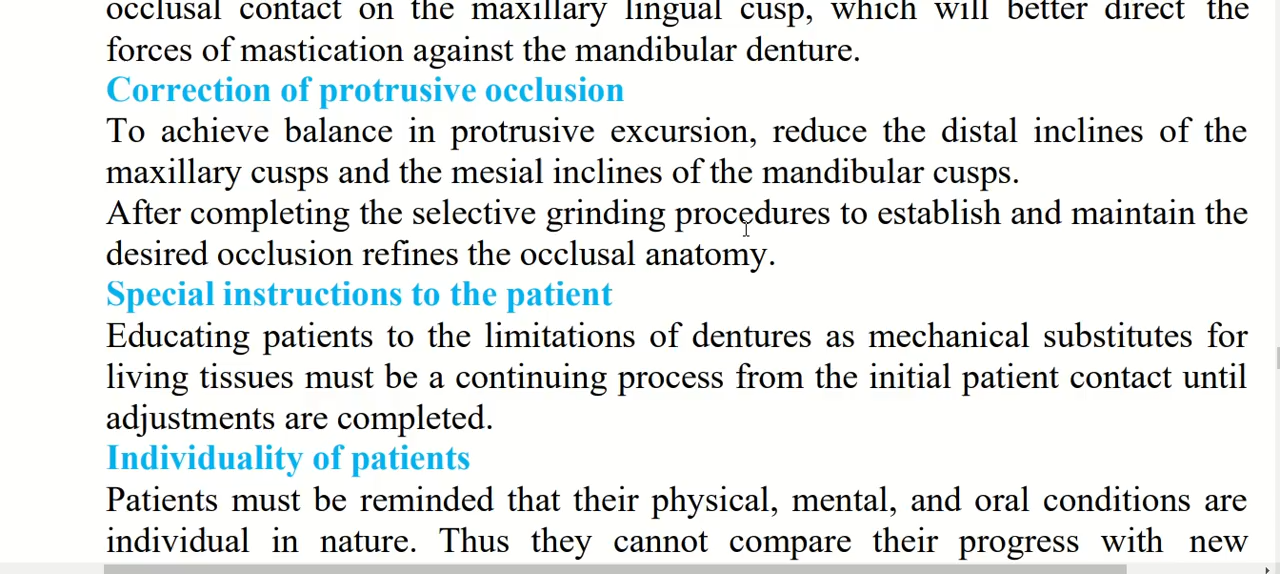 occlusal contact on the maxillary lingual cusp, which will better direct the
forces of mastication against the mandibular denture.
Correction of protrusive occlusion
To achieve balance in protrusive excursion, reduce the distal inclines of the
maxillary cusps and the mesial inclines of the mandibular cusps.
After completing the selective grinding procedures to establish and maintain the
desired occlusion refines the occlusal anatomy.
Special instructions to the patient
Educating patients to the limitations of dentures as mechanical substitutes for
living tissues must be a continuing process from the initial patient contact until
adjustments are completed.
Individuality of patients
Patients must be reminded that their physical, mental, and oral conditions are
individual in nature. Thus they cannot compare their progress with new